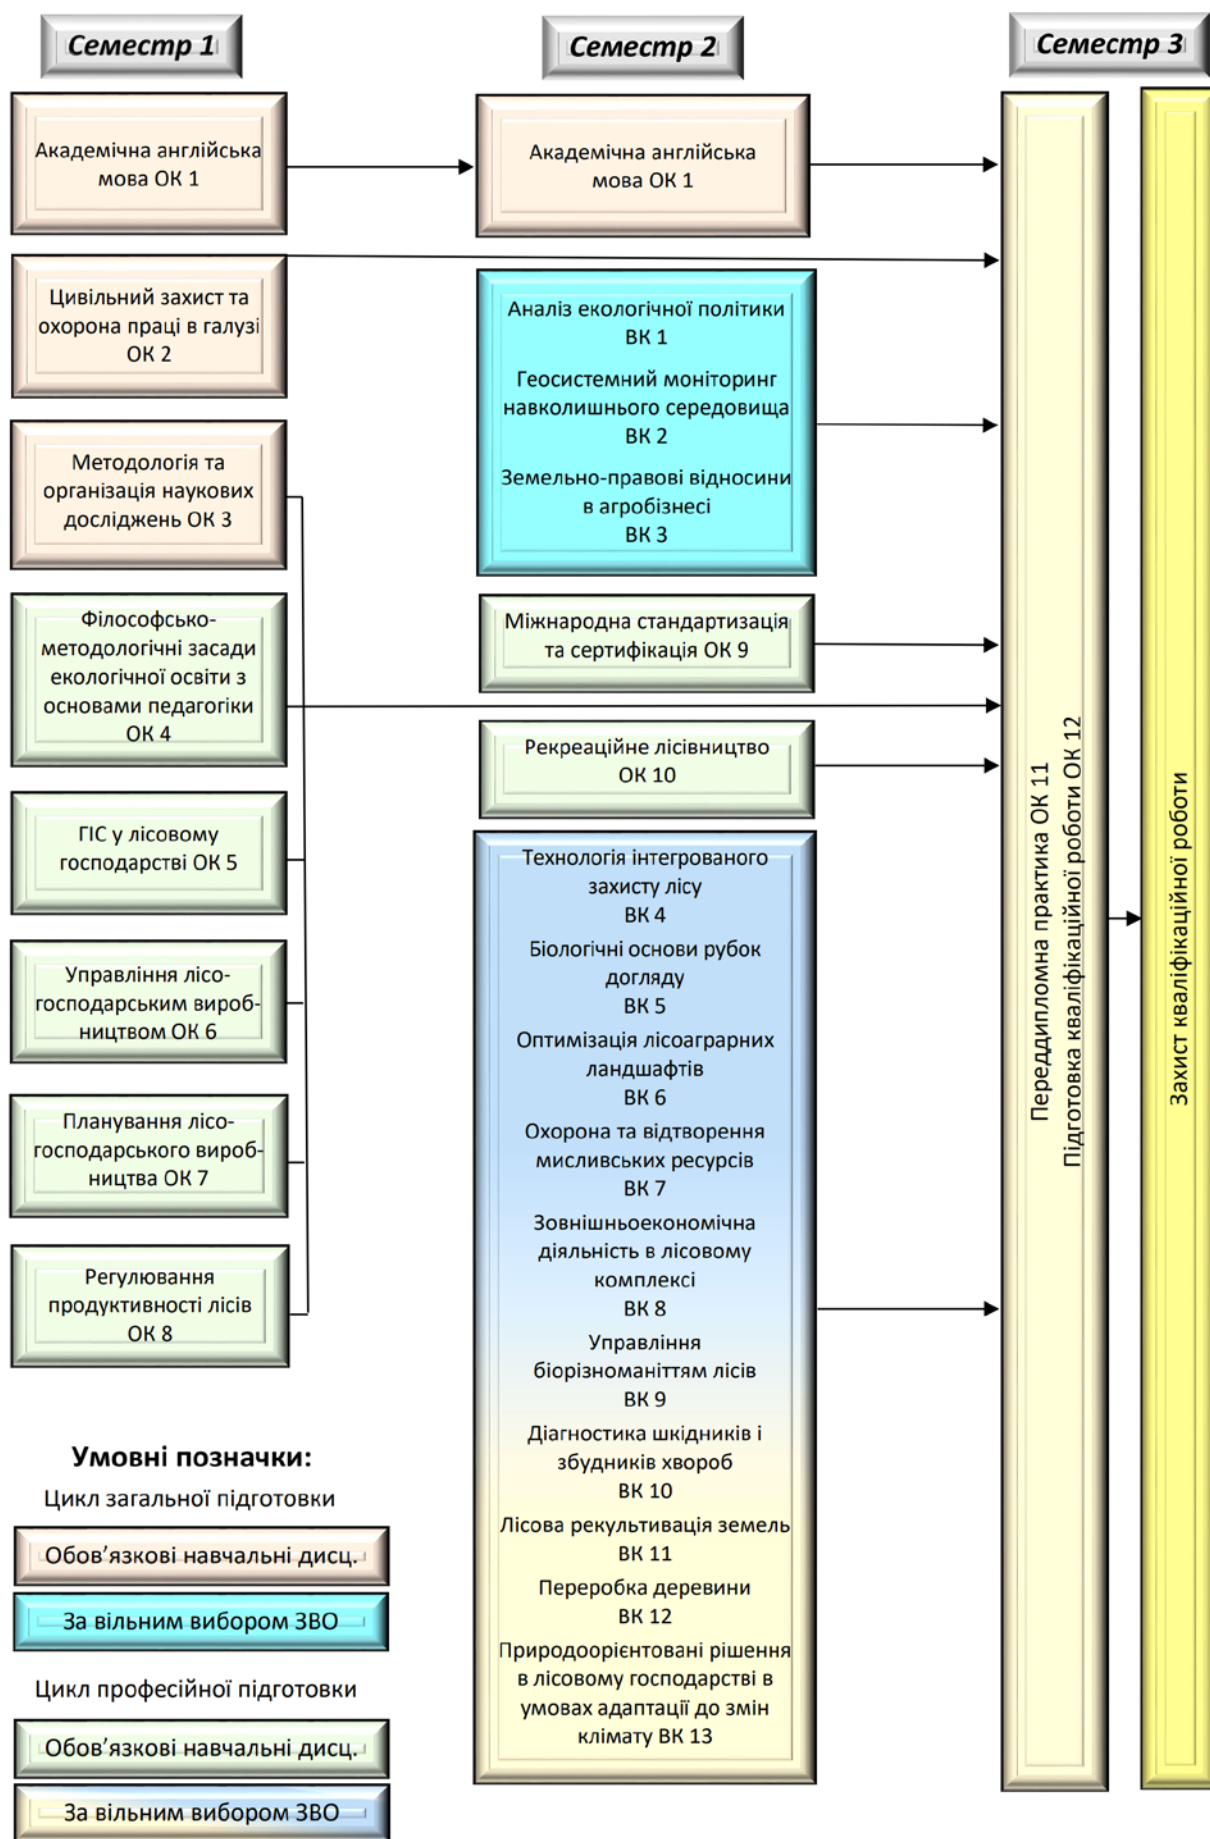 Семестр 1
Академічна англійська
мова ОК 1
Цивільний захист та
охорона праці в галузі
ОК 2
Методологія та
організація наукових
досліджень ОК 3
Філософсько-
методологічні засади
екологічної освіти з
основами педагогіки
ОК 4
ГІС у лісовому
господарстві ОК 5
Управління лісо-
господарським вироб-
ництвом ОК 6
Планування лісо-
господарського вироб-
ництва ОК 7
Регулювання
продуктивності лісів
ОК 8
Семестр 2
Академічна англійська
мова ОК 1
Аналіз екологічної політики
ВК 1
Геосистемний моніторинг
навколишнього середовища
ВК 2
Земельно-правові відносини
в агробізнесі
ВК 3
Міжнародна стандартизація
та сертифікація ОК 9
Рекреаційне лісівництво
ОК 10
Технологія інтегрованого
захисту лісу
ВК 4
Біологічні основи рубок
догляду
ВК 5
Оптимізація лісоаграрних
ландшафтів
ВК 6
Охорона та відтворення
мисливських ресурсів
ВК 7
Зовнішньоекономічна
діяльність в лісовому
комплексі
ВК 8
Управління
біорізноманіттям лісів
ВК 9
Діагностика шкідників і
збудників хвороб
ВК 10
Лісова рекультивація земель
ВК 11
Переробка деревини
ВК 12
Природоорієнтовані рішення
в лісовому господарстві в
умовах адаптації до змін
клімату ВК 13
Семестр 3
Переддипломна практика ОК 11
Підготовка кваліфікаційної роботи ОК 12
Захист кваліфікаційної роботи
Умовні позначки:
Цикл загальної підготовки
Обов’язкові навчальні дисц.
За вільним вибором ЗВО
Цикл професійної підготовки
Обов’язкові навчальні дисц.
За вільним вибором ЗВО